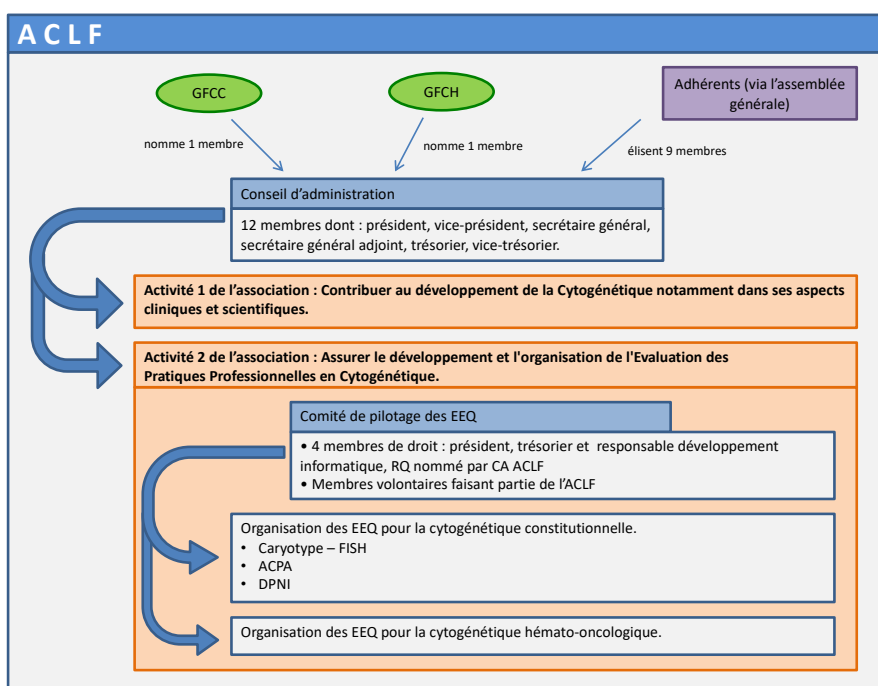 A C L F
GFCC
GFCH
Adhérents (via l'assemblée
générale)
nomme 1 membre
nomme 1 membre
élisent 9 membres
Conseil d'administration
12 membres dont : président, vice-président, secrétaire général,
secrétaire général adjoint, trésorier, vice-trésorier.
Activité 1 de l'association : Contribuer au développement de la Cytogénétique notamment dans ses aspects
cliniques et scientifiques.
Activité 2 de l'association : Assurer le développement et l'organisation de l'Evaluation des
Pratiques Professionnelles en Cytogénétique.
Comité de pilotage des EEQ
• 4 membres de droit : président, trésorier et responsable développement
informatique, RQ nommé par CA ACLF
• Membres volontaires faisant partie de l'ACLF
Organisation des EEQ pour la cytogénétique constitutionnelle.
• Caryotype – FISH
• ACPA
• DPNI
Organisation des EEQ pour la cytogénétique hémato-oncologique.